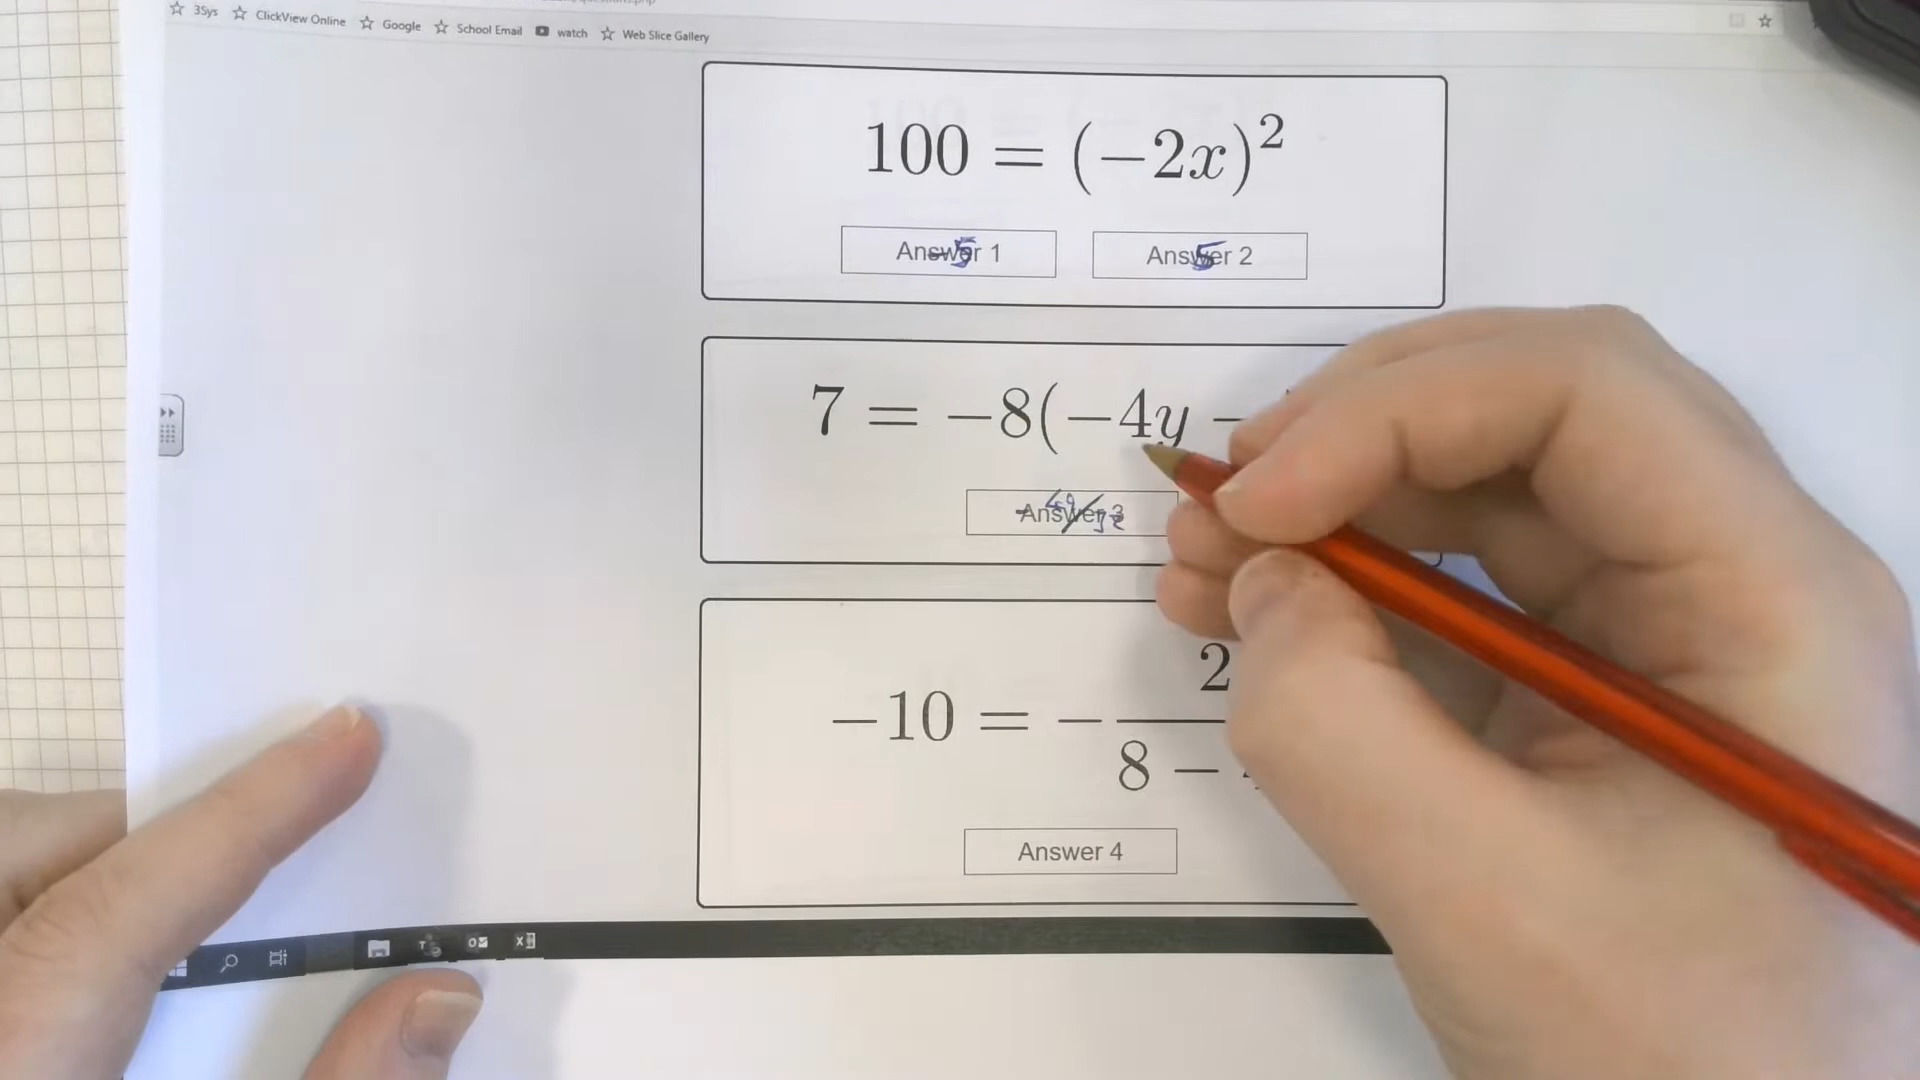 3Sys ClickView Online Google School Email watch Web Slice Gallery
100 = (−2x)²
Answer 1 Answer 2
-5 5
7 = −8(−4y −
Answer 3
-49/32
2
−10 = −
8 −
Answer 4